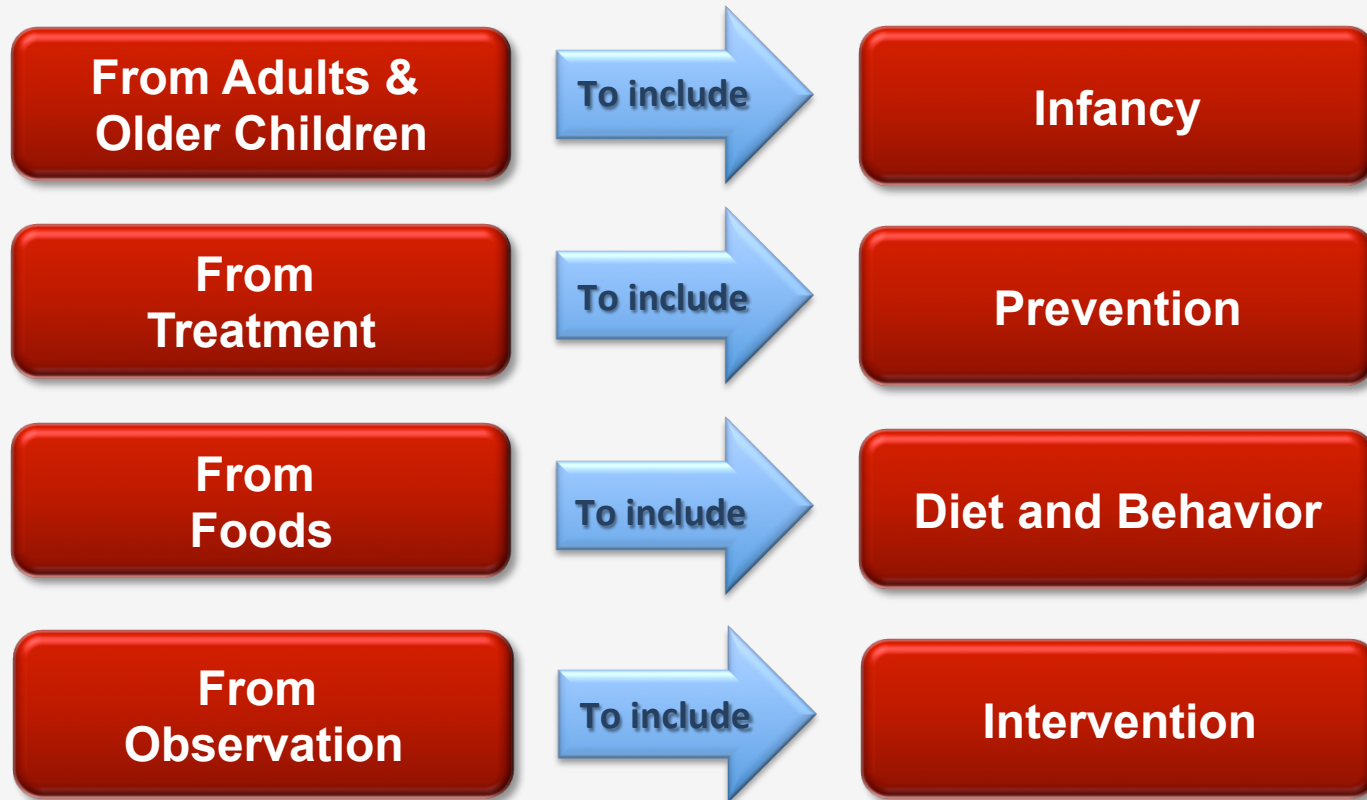 From Adults &
Older Children
To include
Infancy
From
Treatment
To include
Prevention
From
Foods
To include
Diet and Behavior
From
Observation
To include
Intervention